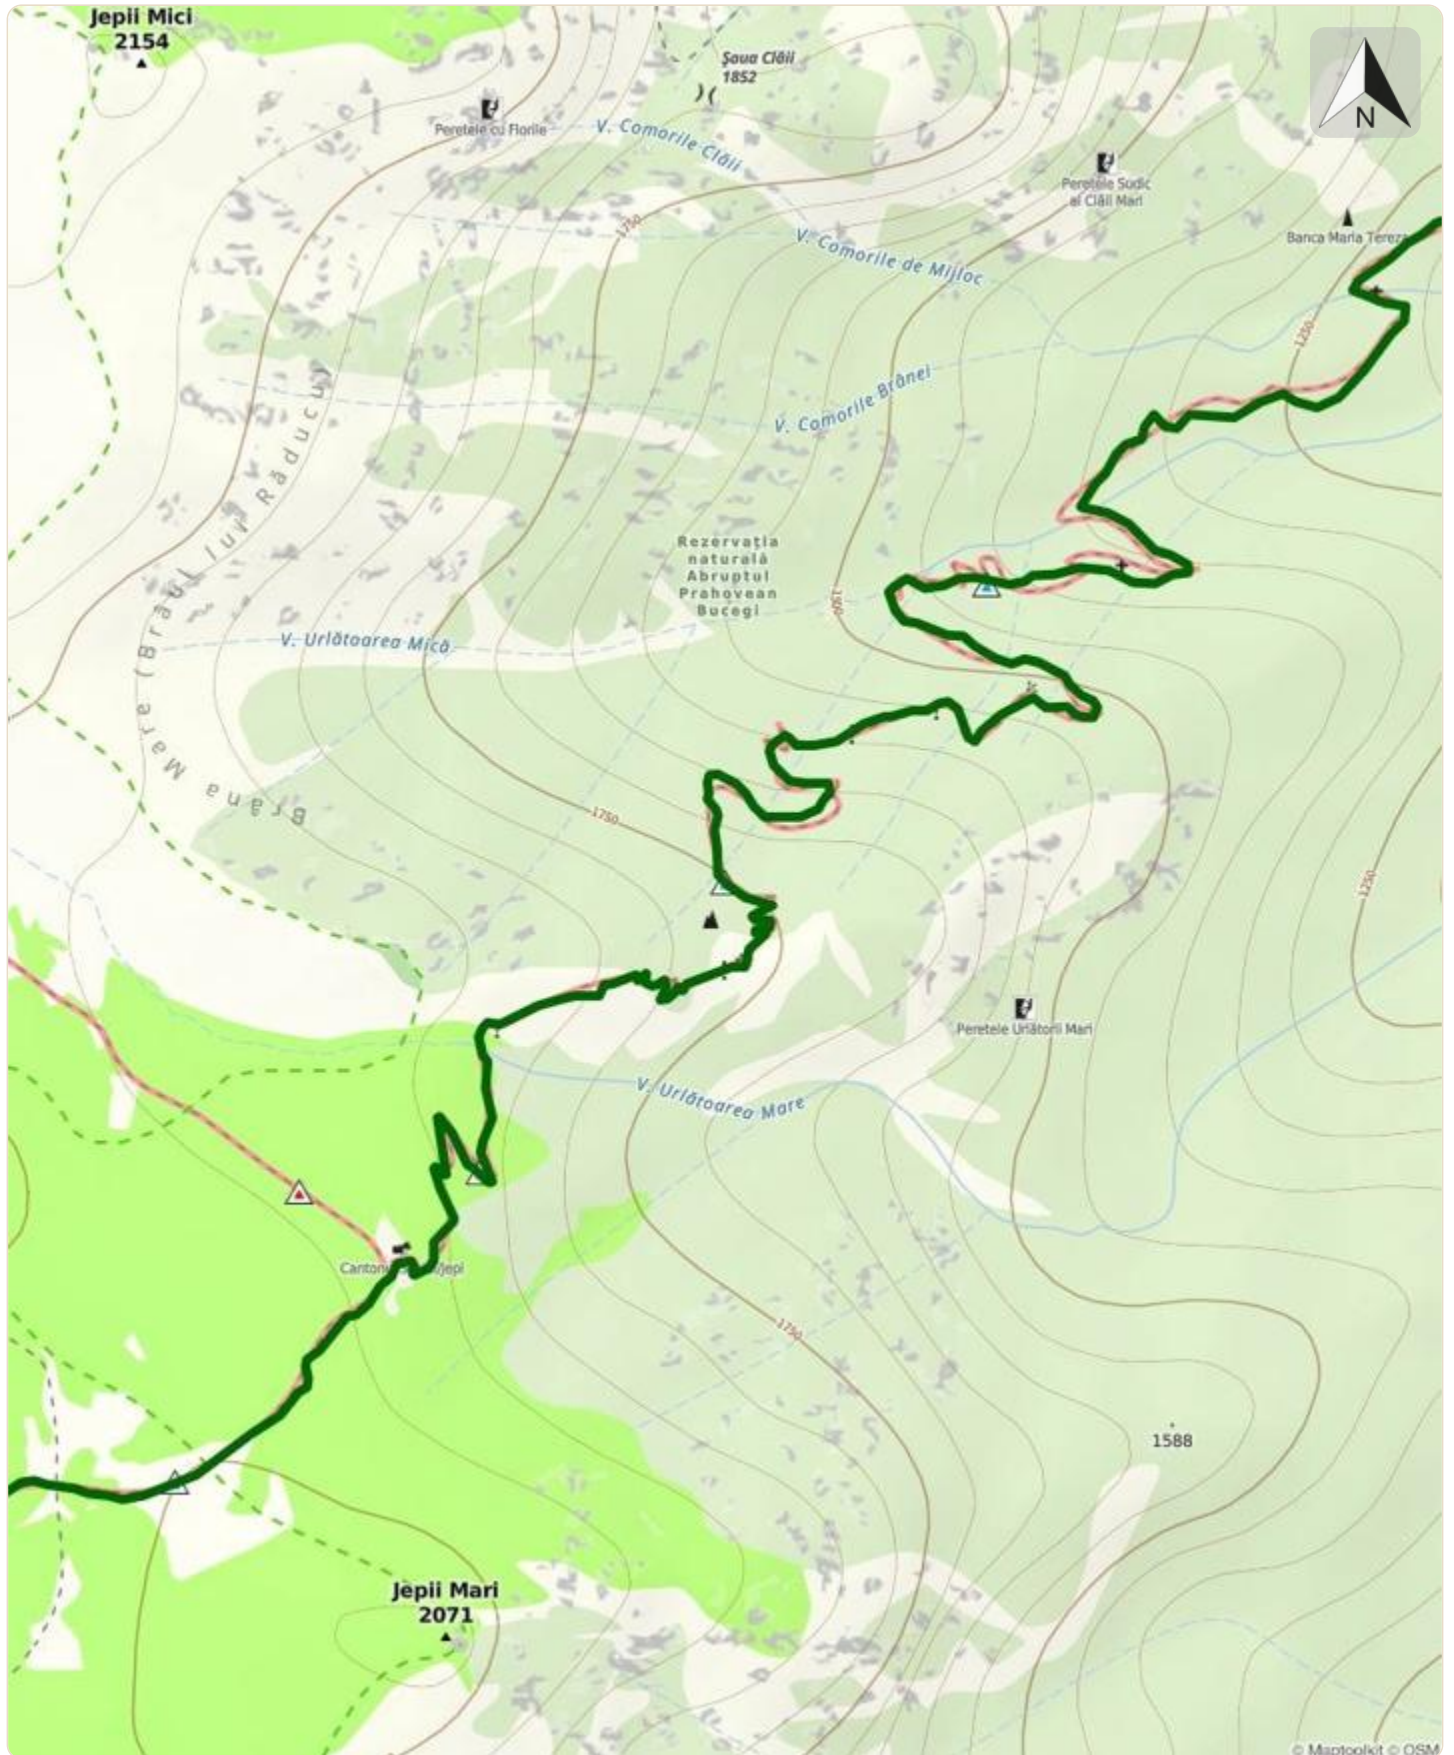 Jepii Mici
2154
Șaua Clăii
1852
N
Peretele cu Florile
V. Comorile Clăii
Peretele Sudic
al Clăii Mari
1750
Banca Maria Tereza
V. Comorile de Mijloc
1250
V. Comorile Brânei
Rezervația
naturală
Abruptul
Prahovean
Bucegi
1500
V. Urlătoarea Mică
Brâna Mare (Brâul lui Răducu)
1750
1250
Peretele Urlătorii Mari
V. Urlătoarea Mare
1750
1588
Jepii Mari
2071
© Maptoolkit © OSM